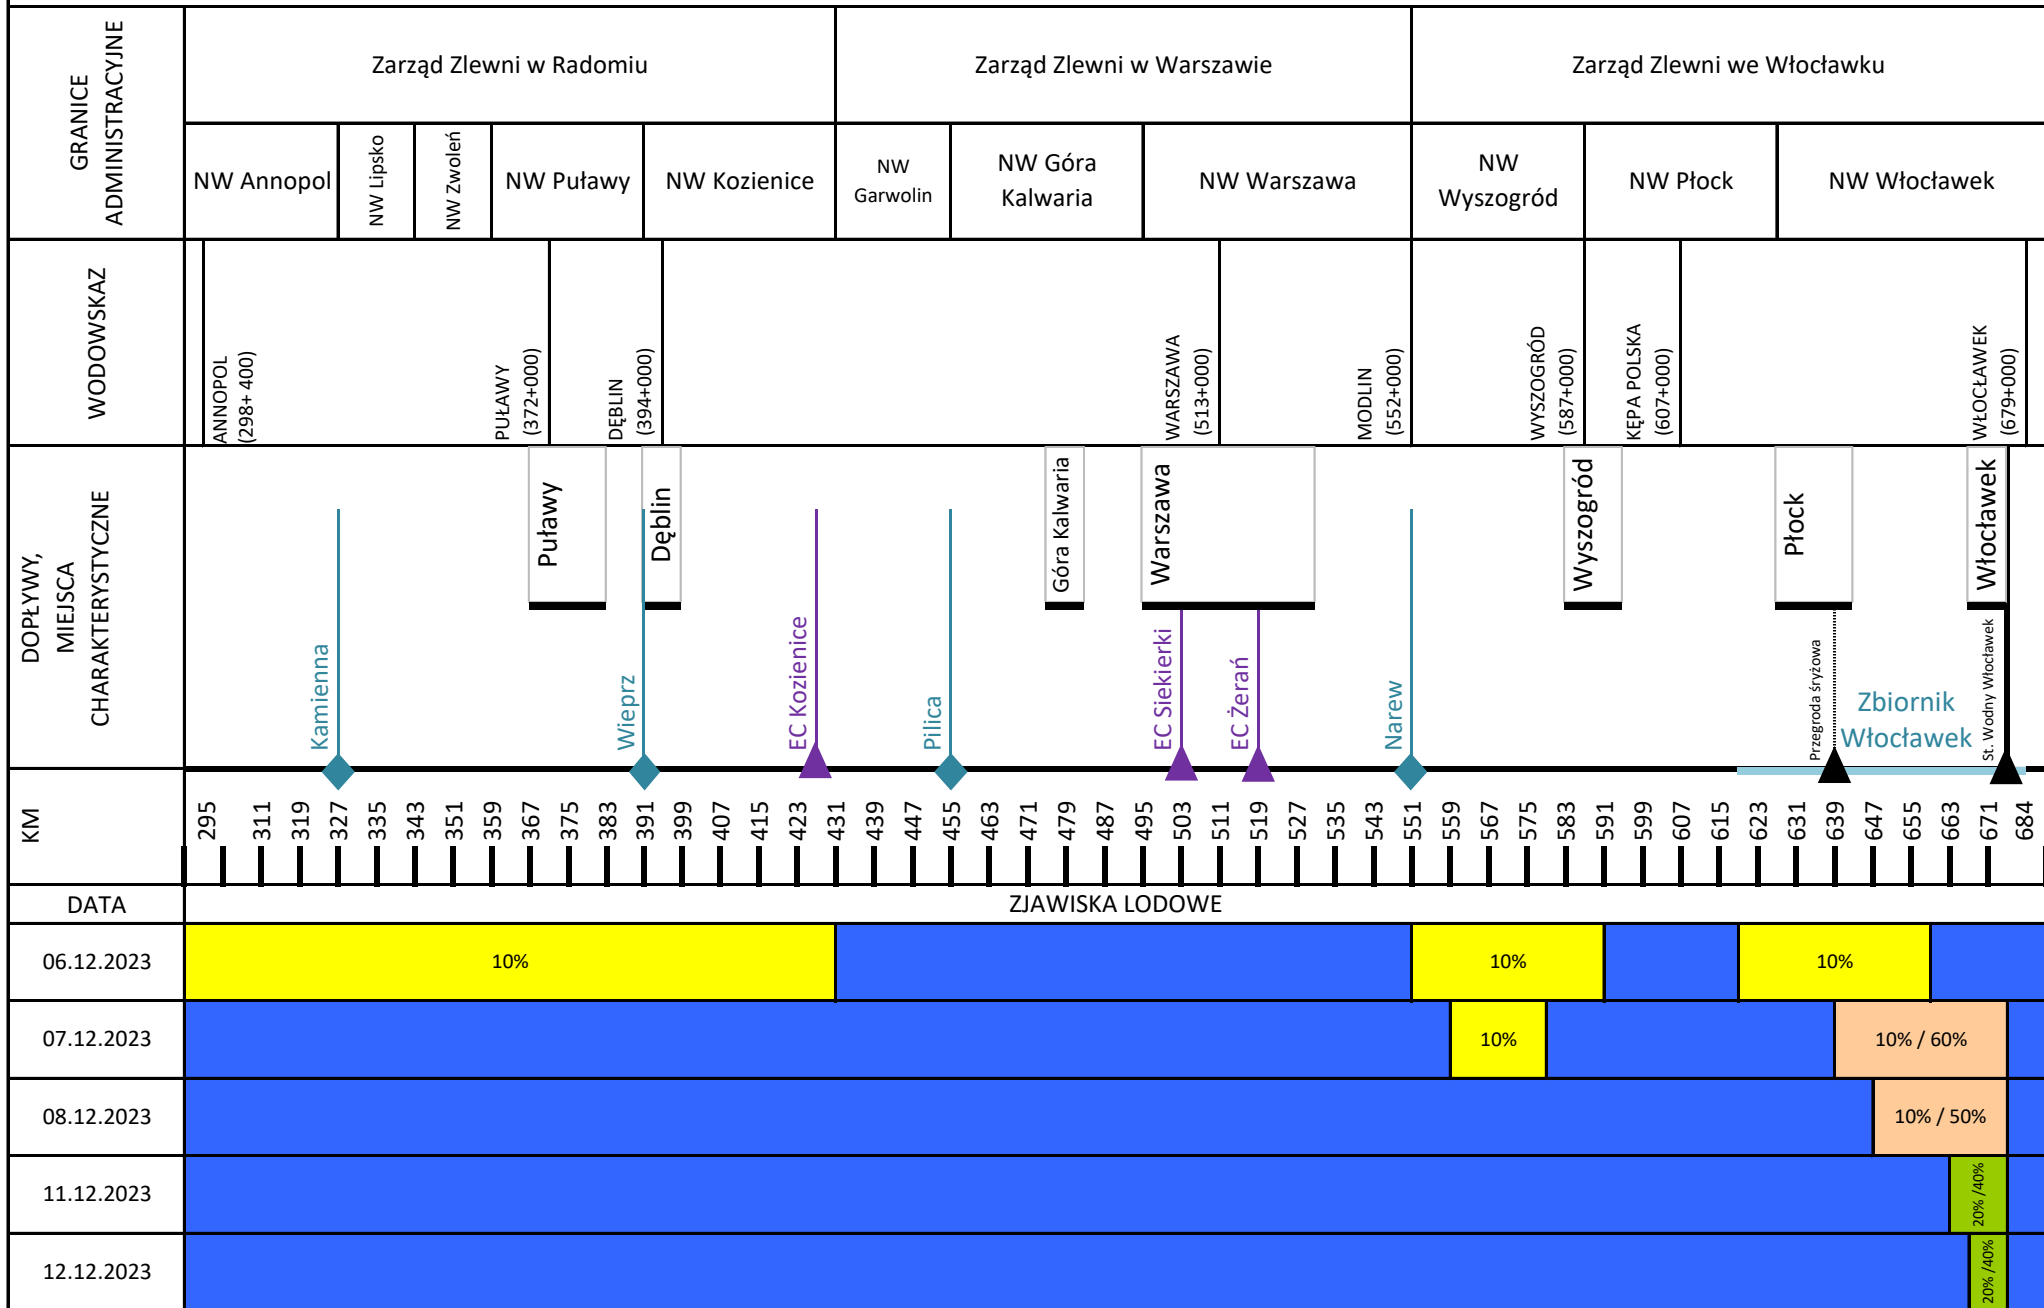 GRANICE
ADMINISTRACYJNE
Zarząd Zlewni w Radomiu
Zarząd Zlewni w Warszawie
Zarząd Zlewni we Włocławku
NW Annopol
NW Lipsko
NW Zwoleń
NW Puławy
NW Kozienice
NW
Garwolin
NW Góra
Kalwaria
NW Warszawa
NW
Wyszogród
NW Płock
NW Włocławek
WODOWSKAZ
ANNOPOL
(298+ 400)
PUŁAWY
(372+000)
DĘBLIN
(394+000)
WARSZAWA
(513+000)
MODLIN
(552+000)
WYSZOGRÓD
(587+000)
KĘPA POLSKA
(607+000)
WŁOCŁAWEK
(679+000)
DOPŁYWY,
MIEJSCA
CHARAKTERYSTYCZNE
Kamienna
Puławy
Wieprz
Dęblin
EC Kozienice
Pilica
Góra Kalwaria
Warszawa
EC Siekierki
EC Żerań
Narew
Wyszogród
Płock
Przegroda śryżowa
Zbiornik
Włocławek
Włocławek
St. Wodny Włocławek
KM
295
311
319
327
335
343
351
359
367
375
383
391
399
407
415
423
431
439
447
455
463
471
479
487
495
503
511
519
527
535
543
551
559
567
575
583
591
599
607
615
623
631
639
647
655
663
671
684
DATA
ZJAWISKA LODOWE
06.12.2023
10%
10%
10%
07.12.2023
10%
10% / 60%
08.12.2023
10% / 50%
11.12.2023
20% /40%
12.12.2023
20% /40%